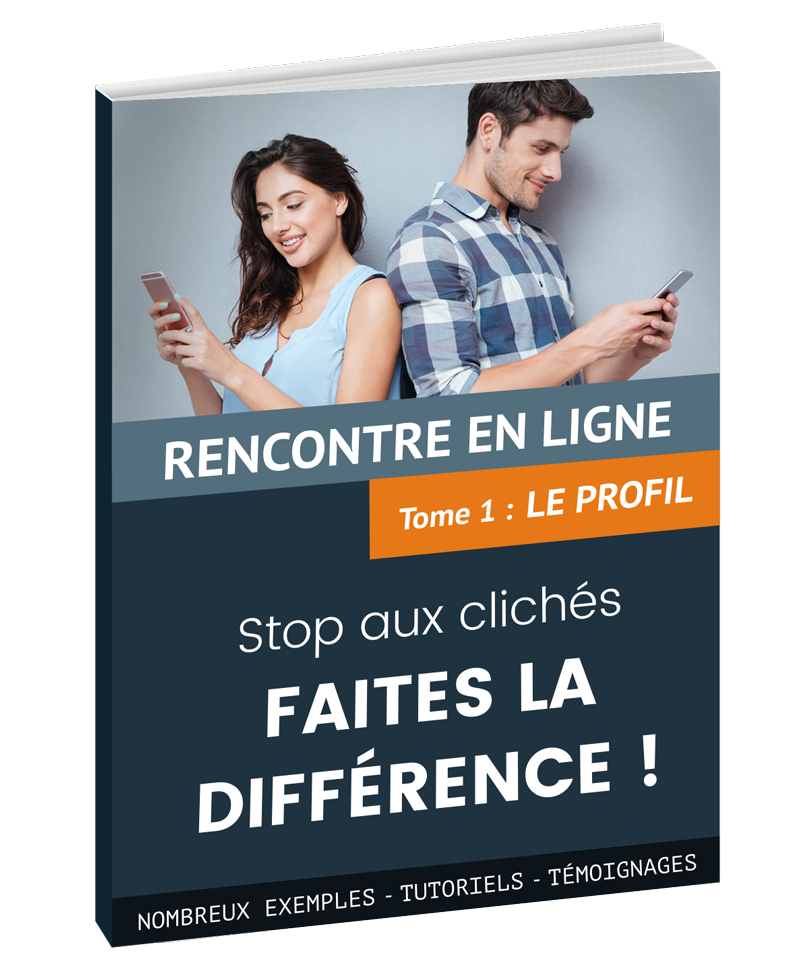 RENCONTRE EN LIGNE
Tome 1 : LE PROFIL
Stop aux clichés
FAITES LA
DIFFÉRENCE !
NOMBREUX EXEMPLES - TUTORIELS - TÉMOIGNAGES